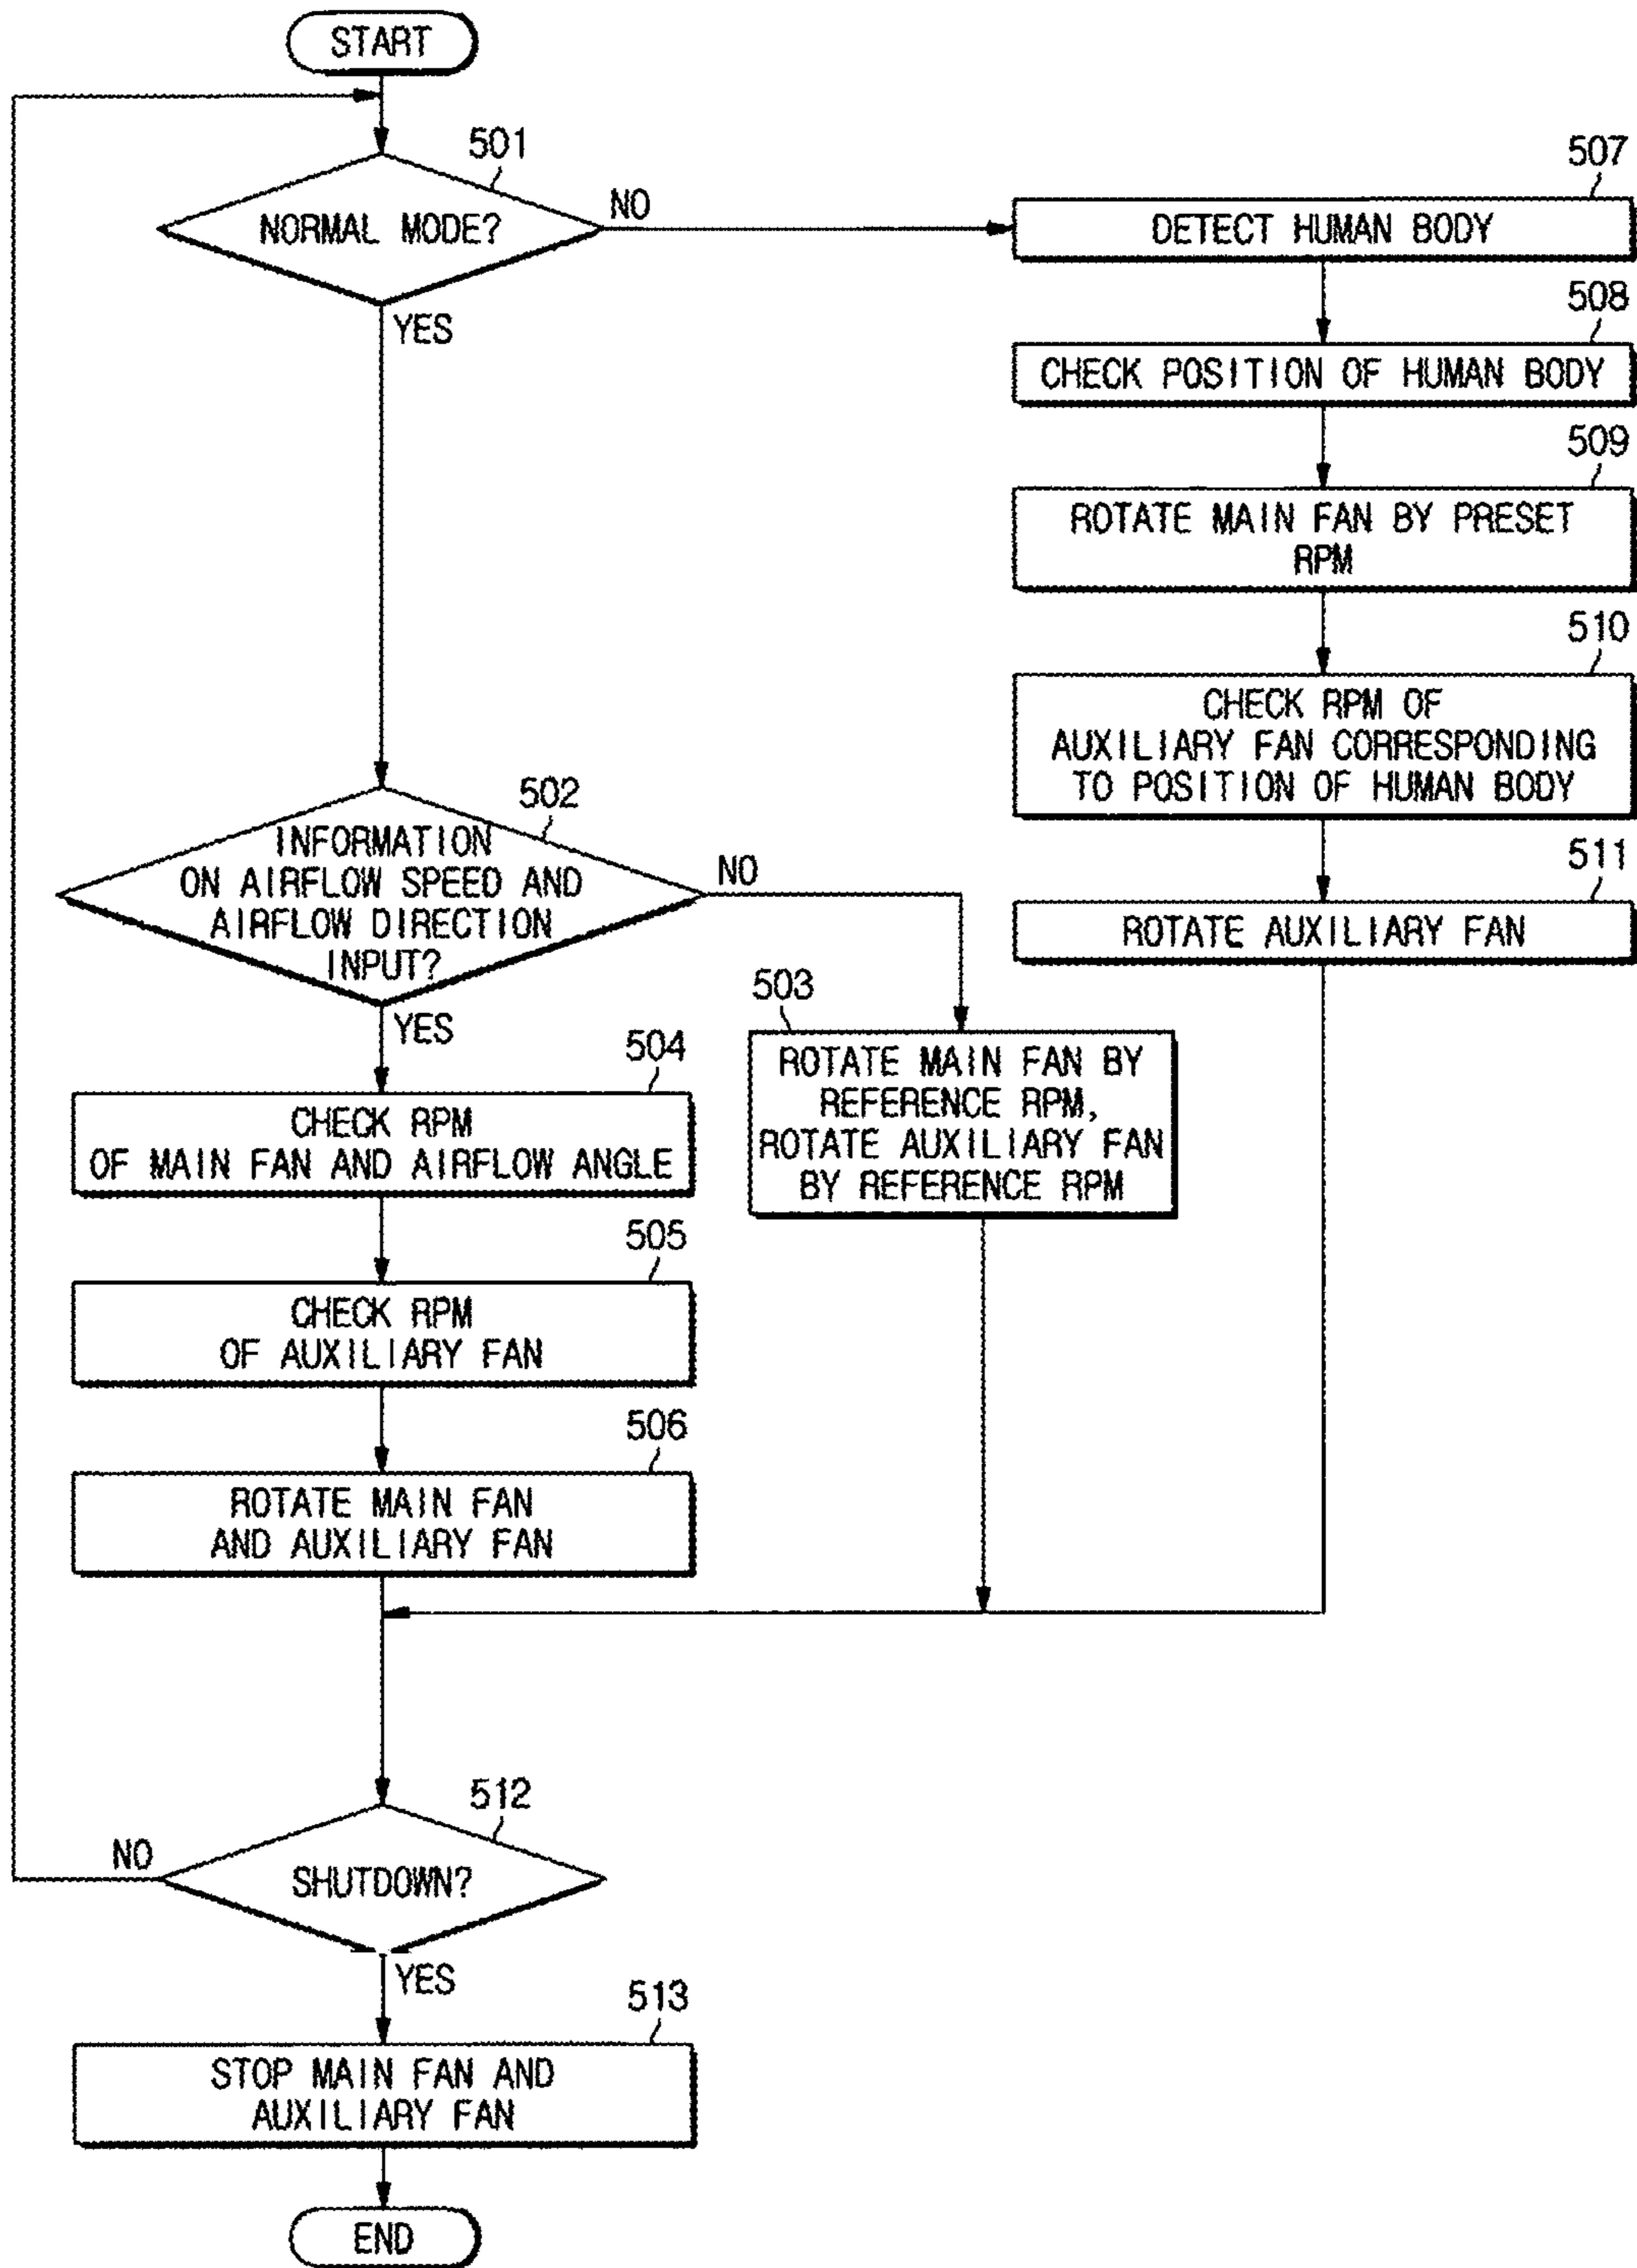 START
501
NORMAL MODE?
NO
YES
507
DETECT HUMAN BODY
508
CHECK POSITION OF HUMAN BODY
509
ROTATE MAIN FAN BY PRESET
RPM
510
CHECK RPM OF
AUXILIARY FAN CORRESPONDING
TO POSITION OF HUMAN BODY
511
ROTATE AUXILIARY FAN
502
INFORMATION
ON AIRFLOW SPEED AND
AIRFLOW DIRECTION
INPUT?
NO
YES
503
ROTATE MAIN FAN BY
REFERENCE RPM,
ROTATE AUXILIARY FAN
BY REFERENCE RPM
504
CHECK RPM
OF MAIN FAN AND AIRFLOW ANGLE
505
CHECK RPM
OF AUXILIARY FAN
506
ROTATE MAIN FAN
AND AUXILIARY FAN
512
SHUTDOWN?
NO
YES
513
STOP MAIN FAN AND
AUXILIARY FAN
END